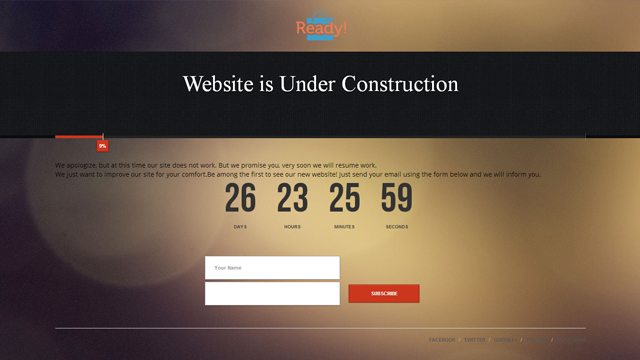 Ready!
Website is Under Construction
9%
We apologize, but at this time our site does not work. But we promise you, very soon we will resume work.
We just want to improve our site for your comfort.Be among the first to see our new website! Just send your email using the form below and we will inform you.
26 23 25 59
DAYS HOURS MINUTES SECONDS
Your Name
SUBSCRIBE
FACEBOOK / TWITTER /